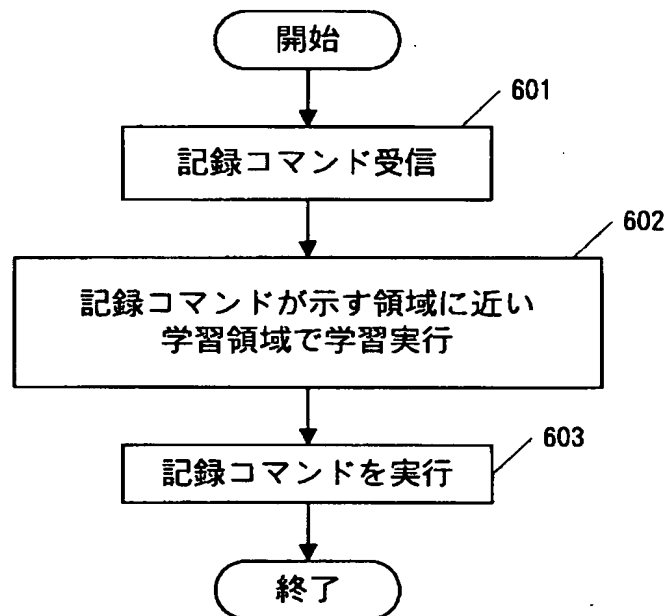 開始
601
記録コマンド受信
602
記録コマンドが示す領域に近い
学習領域で学習実行
603
記録コマンドを実行
終了